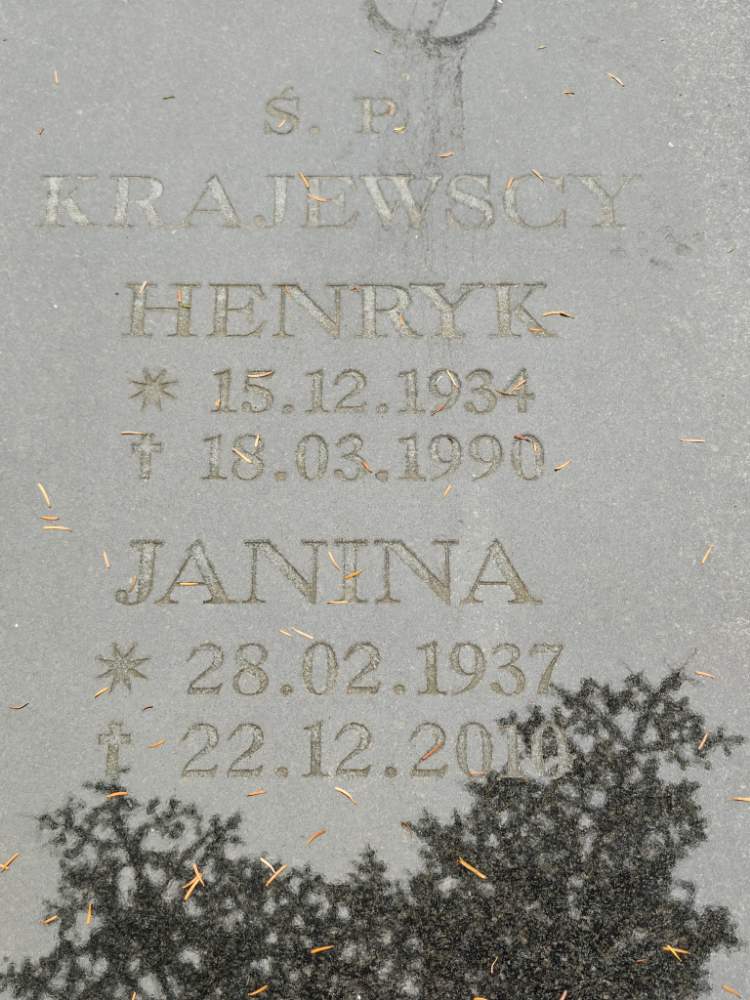 Ś. P.
KRAJEWSCY
HENRYK
* 15.12.1934
† 18.03.1990
JANINA
* 28.02.1937
† 22.12.2010